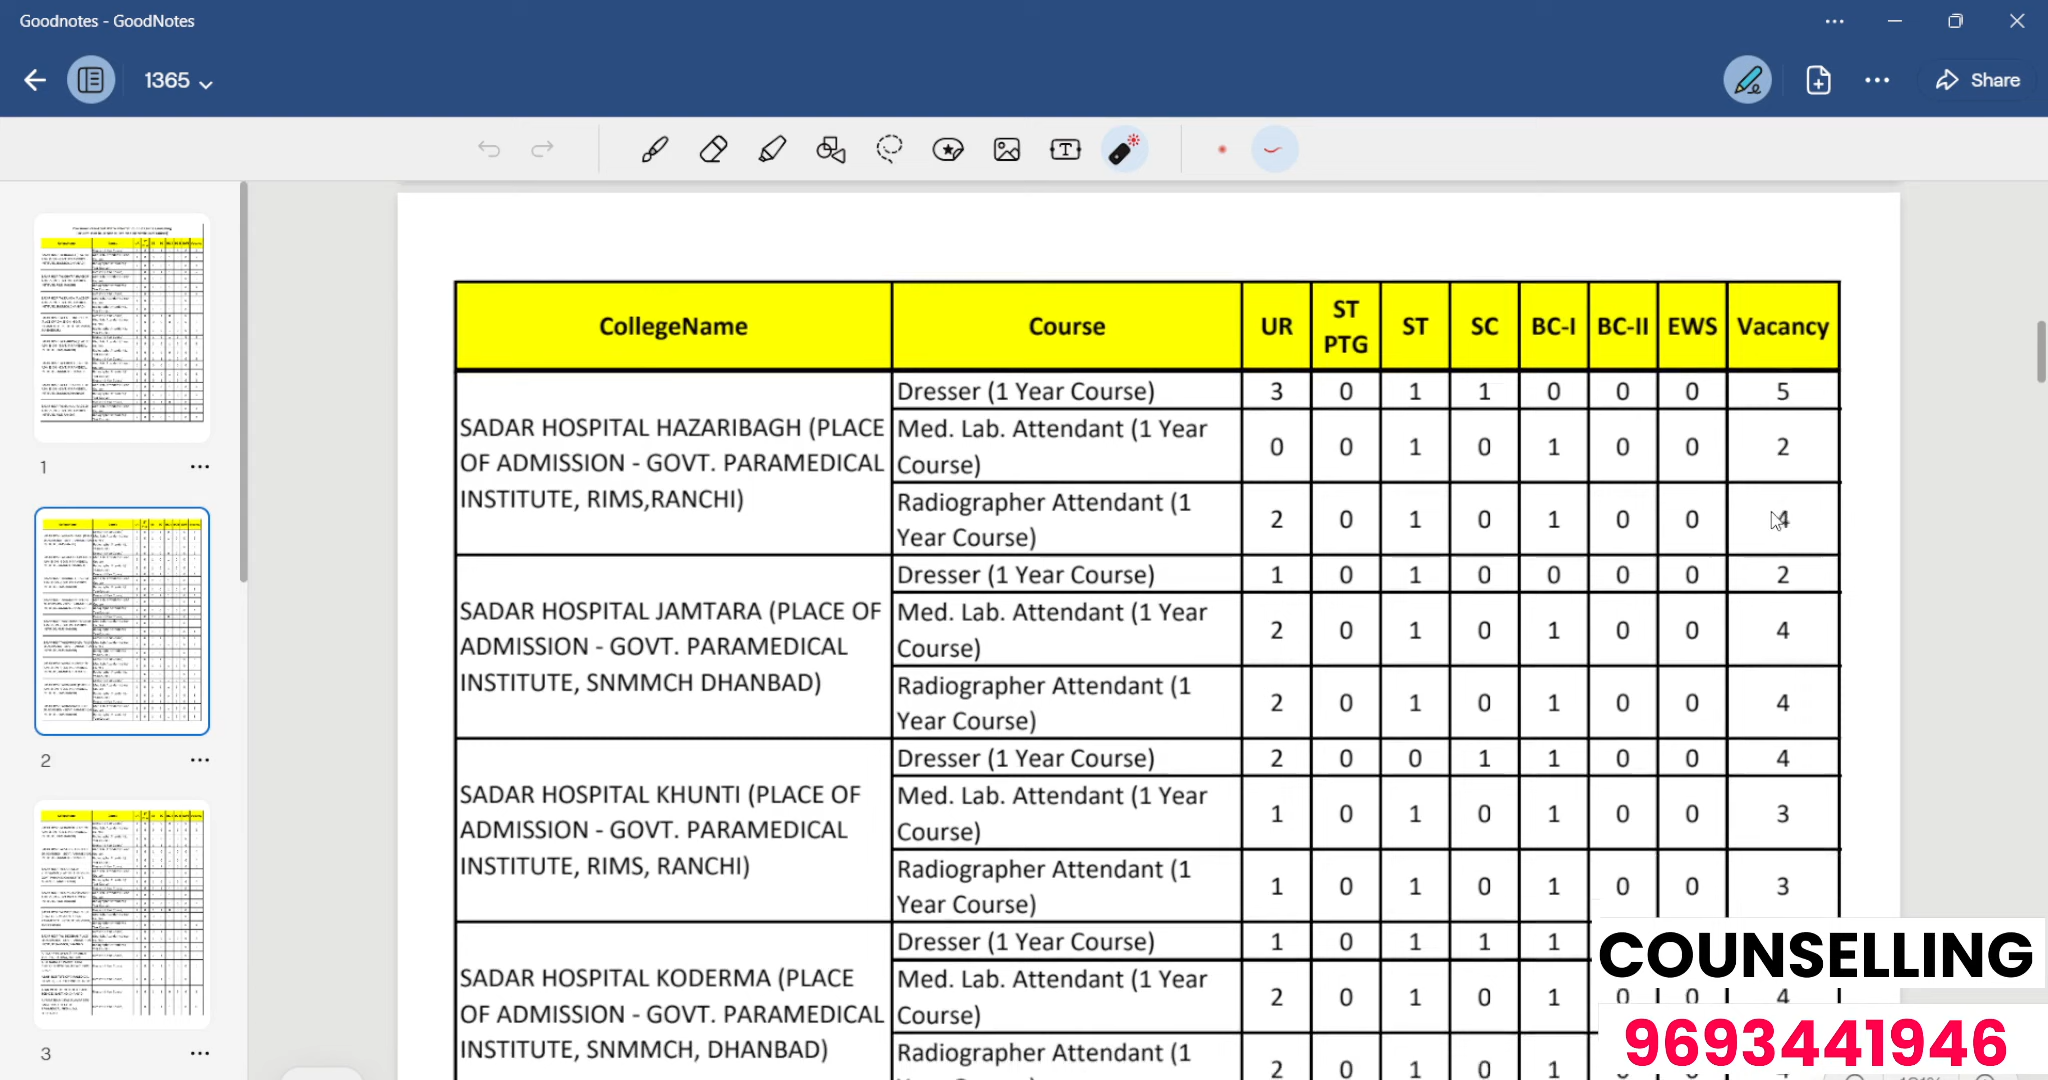 Goodnotes - GoodNotes
1365
Share
CollegeName Course UR ST PTG ST SC BC-I BC-II EWS Vacancy
SADAR HOSPITAL HAZARIBAGH (PLACE
OF ADMISSION - GOVT. PARAMEDICAL
INSTITUTE, RIMS,RANCHI)
Dresser (1 Year Course) 3 0 1 1 0 0 0 5
Med. Lab. Attendant (1 Year
Course) 0 0 1 0 1 0 0 2
Radiographer Attendant (1
Year Course) 2 0 1 0 1 0 0 4
SADAR HOSPITAL JAMTARA (PLACE OF
ADMISSION - GOVT. PARAMEDICAL
INSTITUTE, SNMMCH DHANBAD)
Dresser (1 Year Course) 1 0 1 0 0 0 0 2
Med. Lab. Attendant (1 Year
Course) 2 0 1 0 1 0 0 4
Radiographer Attendant (1
Year Course) 2 0 1 0 1 0 0 4
SADAR HOSPITAL KHUNTI (PLACE OF
ADMISSION - GOVT. PARAMEDICAL
INSTITUTE, RIMS, RANCHI)
Dresser (1 Year Course) 2 0 0 1 1 0 0 4
Med. Lab. Attendant (1 Year
Course) 1 0 1 0 1 0 0 3
Radiographer Attendant (1
Year Course) 1 0 1 0 1 0 0 3
SADAR HOSPITAL KODERMA (PLACE
OF ADMISSION - GOVT. PARAMEDICAL
INSTITUTE, SNMMCH, DHANBAD)
Dresser (1 Year Course) 1 0 1 1 1
Med. Lab. Attendant (1 Year
Course) 2 0 1 0 1 0 0 4
Radiographer Attendant (1
2 0 1 0 1
1
2
3
COUNSELLING
9693441946